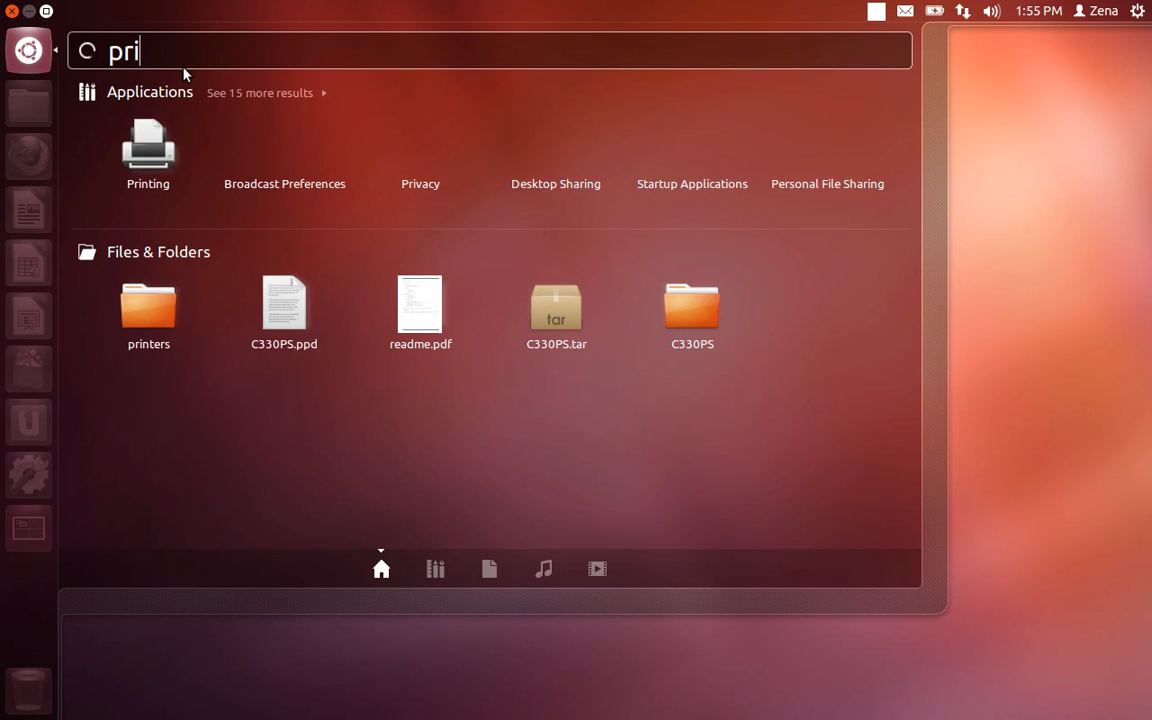 1:55 PM Zena
pri
Applications See 15 more results
Printing Broadcast Preferences Privacy Desktop Sharing Startup Applications Personal File Sharing
Files & Folders
tar
printers C330PS.ppd readme.pdf C330PS.tar C330PS